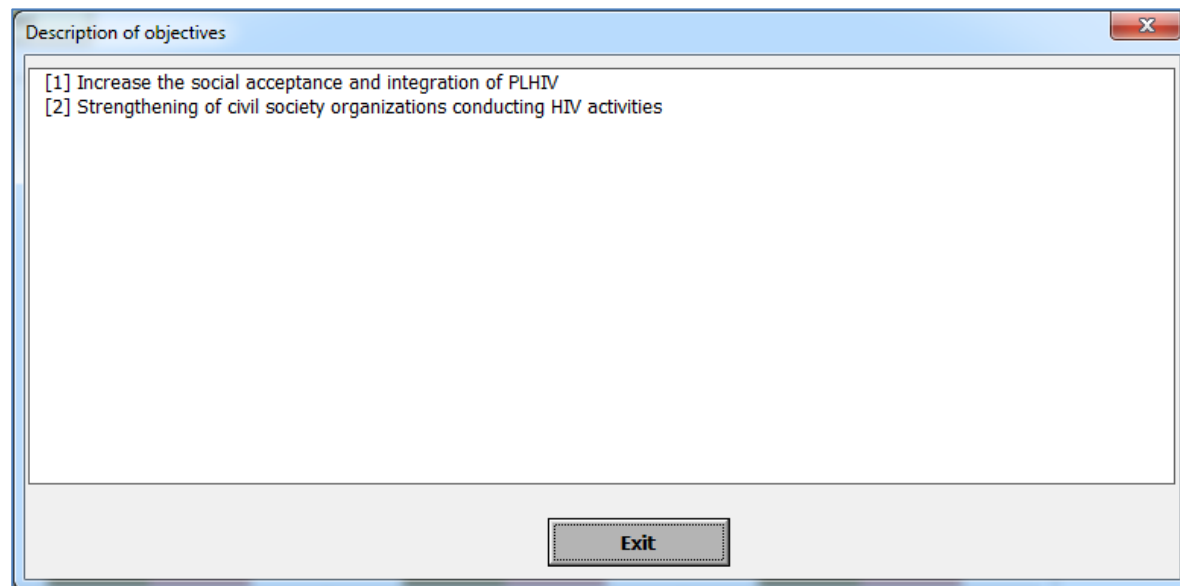 Description of objectives
[1] Increase the social acceptance and integration of PLHIV
[2] Strengthening of civil society organizations conducting HIV activities
Exit